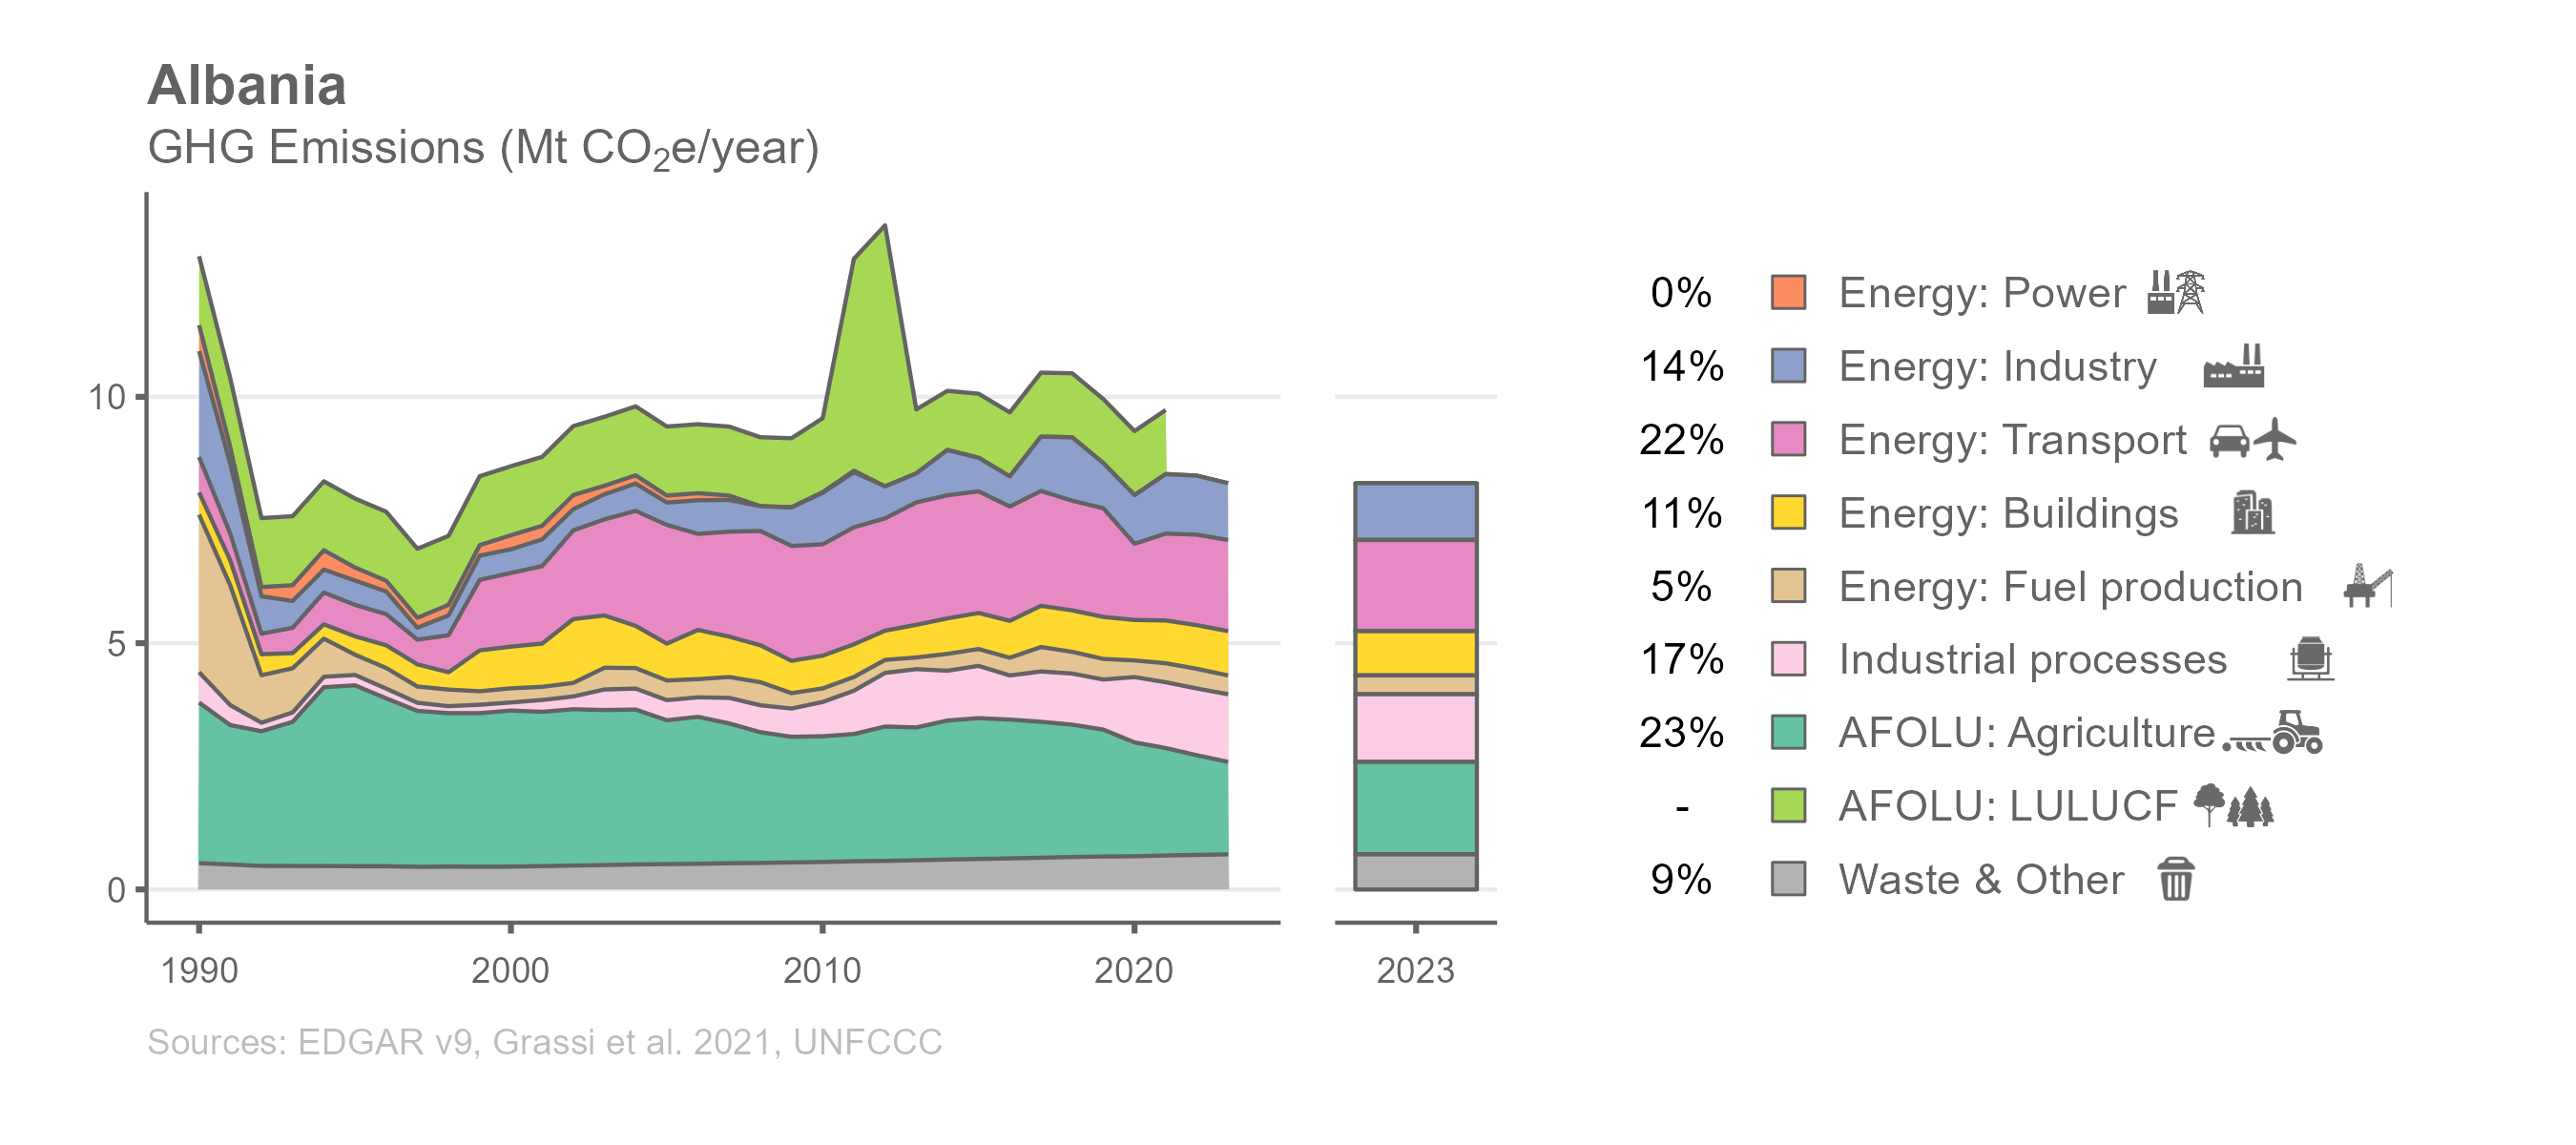 Albania
GHG Emissions (Mt CO₂e/year)
10
5
0
1990 2000 2010 2020 2023
0% Energy: Power
14% Energy: Industry
22% Energy: Transport
11% Energy: Buildings
5% Energy: Fuel production
17% Industrial processes
23% AFOLU: Agriculture
- AFOLU: LULUCF
9% Waste & Other
Sources: EDGAR v9, Grassi et al. 2021, UNFCCC